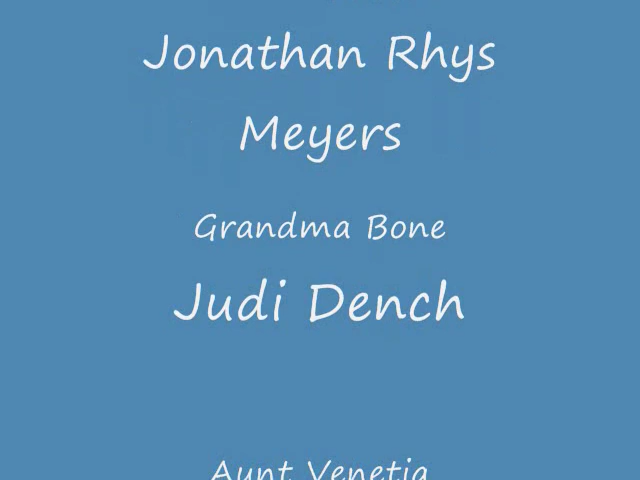 Jonathan Rhys
Meyers
Grandma Bone
Judi Dench
Aunt Venetia